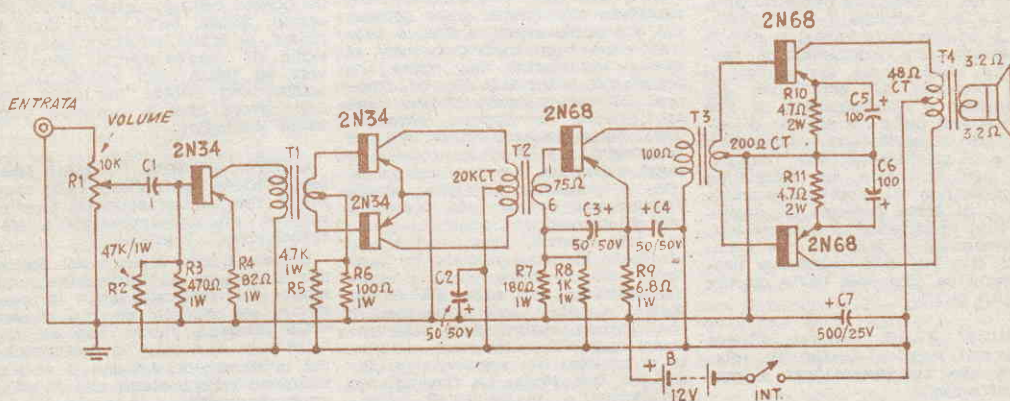 ENTRATA
VOLUME
10K
R1
C1
1
2N34
47K/1W
R2
R3
470Ω
1W
R4
82Ω
1W
T1
2N34
2N34
4.7K
1W
R5
R6
100Ω
1W
20KCT
C2
+
50/50V
T2
2N68
75Ω
6
C3+
50/50V
+C4
50/50V
R7
180Ω
1W
R8
1K
1W
R9
6.8Ω
1W
100Ω
T3
200Ω CT
2N68
R10
47Ω
2W
C5
+
100
R11
4.7Ω
2W
C6
100
+
2N68
48Ω
CT
T4
3.2Ω
3.2Ω
+ C7
500/25V
+ B
12V
INT.